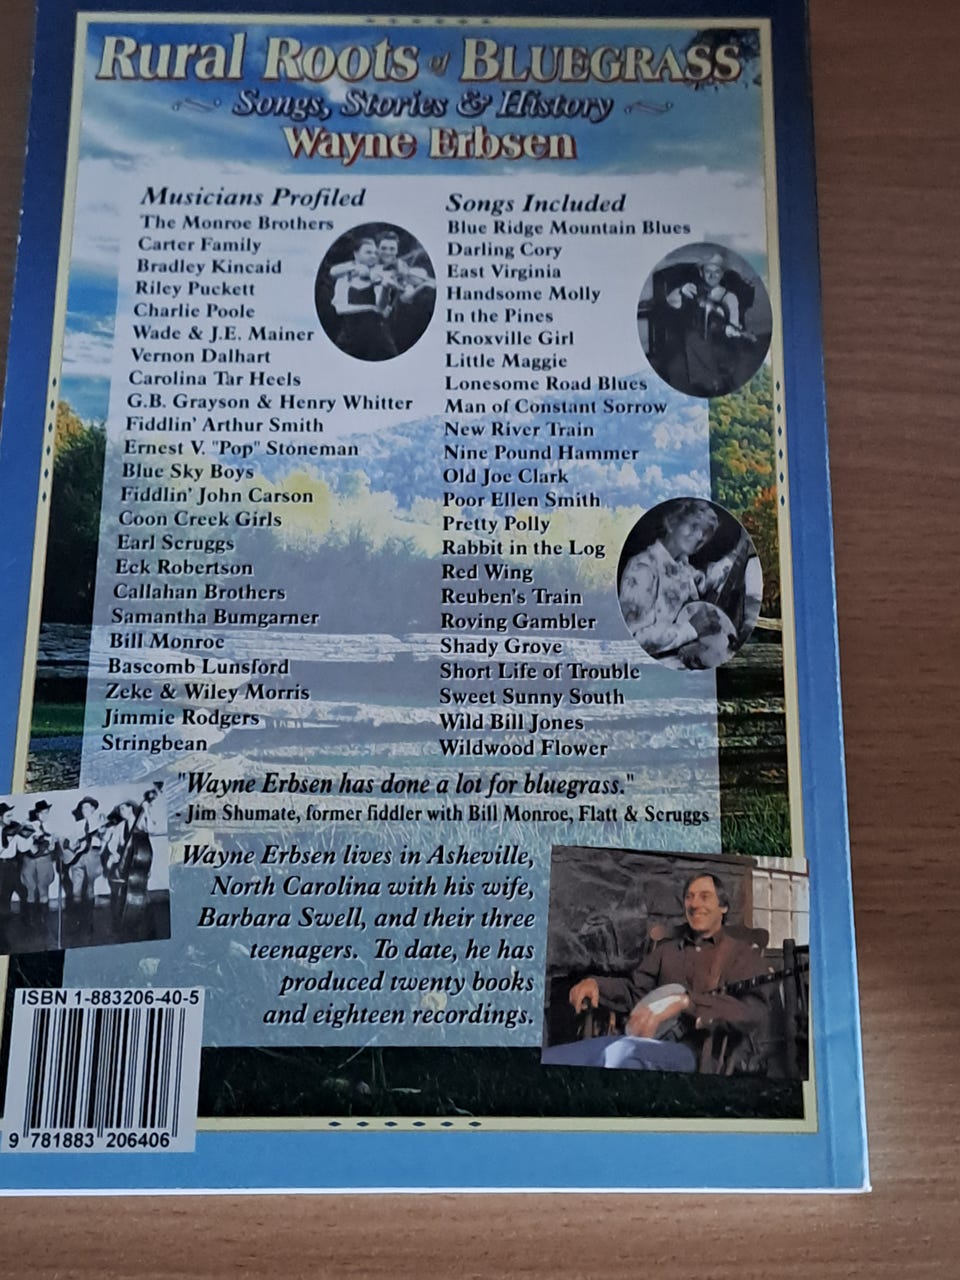 Rural Roots of BLUEGRASS
Songs, Stories & History
Wayne Erbsen
Musicians Profiled
The Monroe Brothers
Carter Family
Bradley Kincaid
Riley Puckett
Charlie Poole
Wade & J.E. Mainer
Vernon Dalhart
Carolina Tar Heels
G.B. Grayson & Henry Whitter
Fiddlin' Arthur Smith
Ernest V. "Pop" Stoneman
Blue Sky Boys
Fiddlin' John Carson
Coon Creek Girls
Earl Scruggs
Eck Robertson
Callahan Brothers
Samantha Bumgarner
Bill Monroe
Bascomb Lunsford
Zeke & Wiley Morris
Jimmie Rodgers
Stringbean
Songs Included
Blue Ridge Mountain Blues
Darling Cory
East Virginia
Handsome Molly
In the Pines
Knoxville Girl
Little Maggie
Lonesome Road Blues
Man of Constant Sorrow
New River Train
Nine Pound Hammer
Old Joe Clark
Poor Ellen Smith
Pretty Polly
Rabbit in the Log
Red Wing
Reuben's Train
Roving Gambler
Shady Grove
Short Life of Trouble
Sweet Sunny South
Wild Bill Jones
Wildwood Flower
"Wayne Erbsen has done a lot for bluegrass."
- Jim Shumate, former fiddler with Bill Monroe, Flatt & Scruggs
Wayne Erbsen lives in Asheville,
North Carolina with his wife,
Barbara Swell, and their three
teenagers. To date, he has
produced twenty books
and eighteen recordings.
ISBN 1-883206-40-5
9 781883 206406